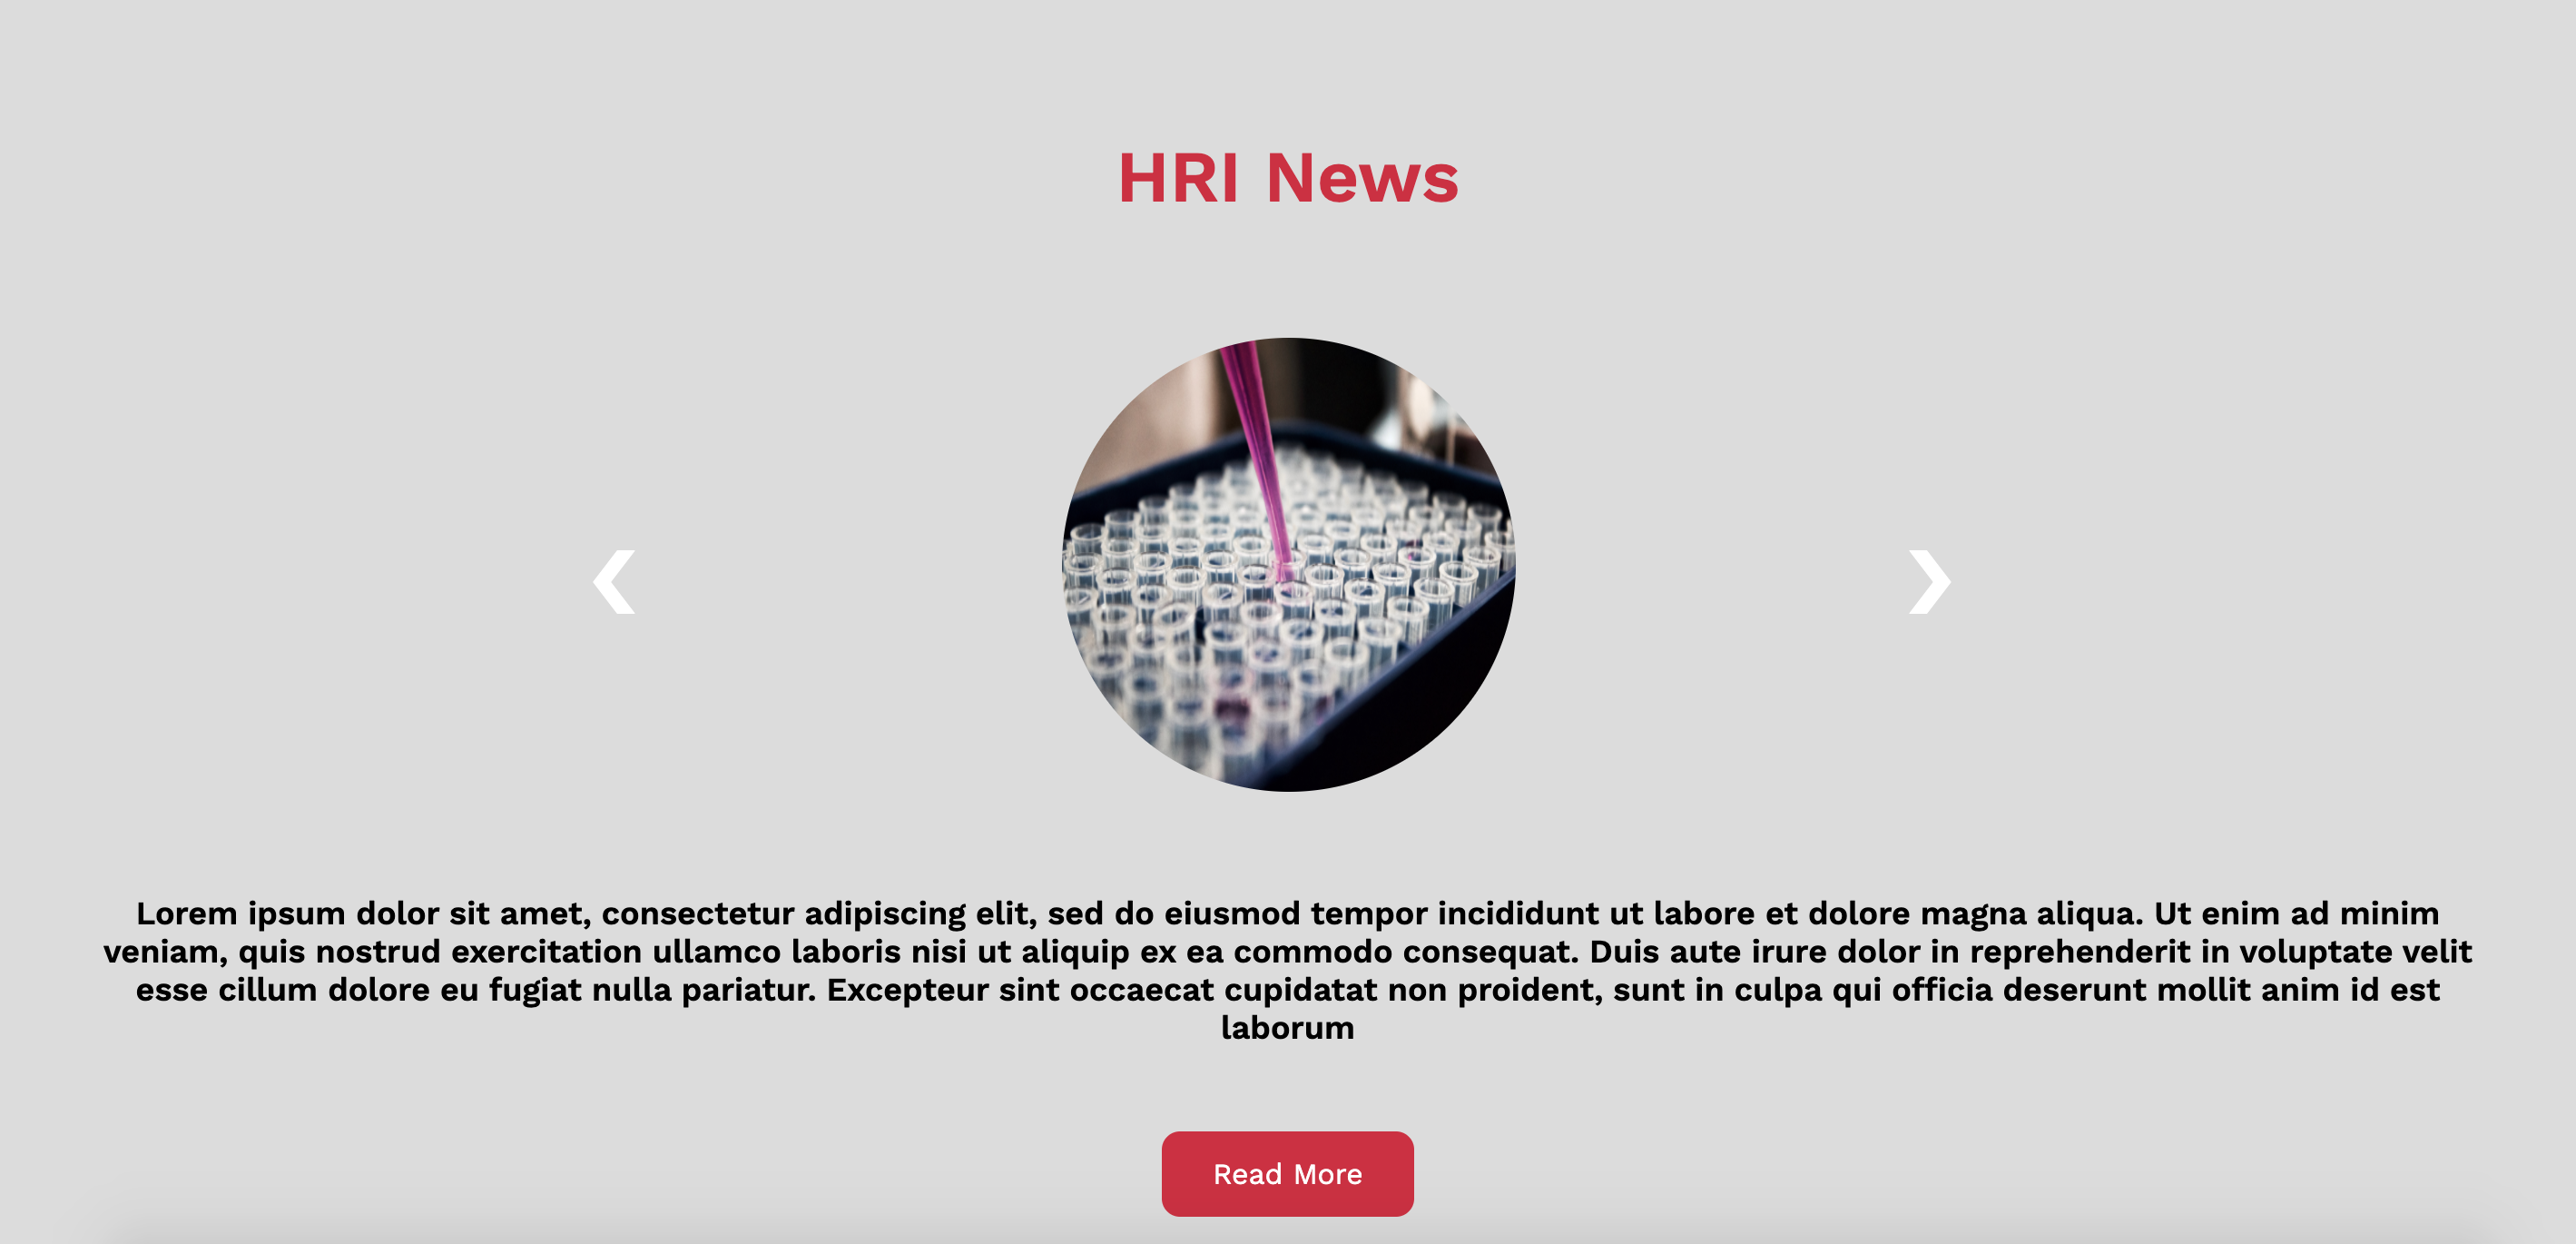 HRI News
Lorem ipsum dolor sit amet, consectetur adipiscing elit, sed do eiusmod tempor incididunt ut labore et dolore magna aliqua. Ut enim ad minim
veniam, quis nostrud exercitation ullamco laboris nisi ut aliquip ex ea commodo consequat. Duis aute irure dolor in reprehenderit in voluptate velit
esse cillum dolore eu fugiat nulla pariatur. Excepteur sint occaecat cupidatat non proident, sunt in culpa qui officia deserunt mollit anim id est
laborum
Read More